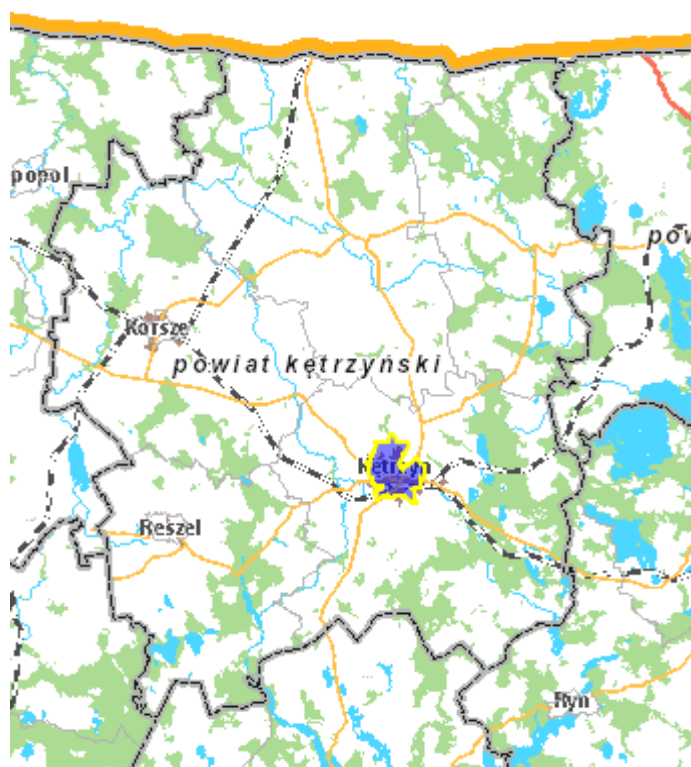 popol
pow
Korsze
powiat kętrzyński
Kętrzyn
Reszel
Ryn